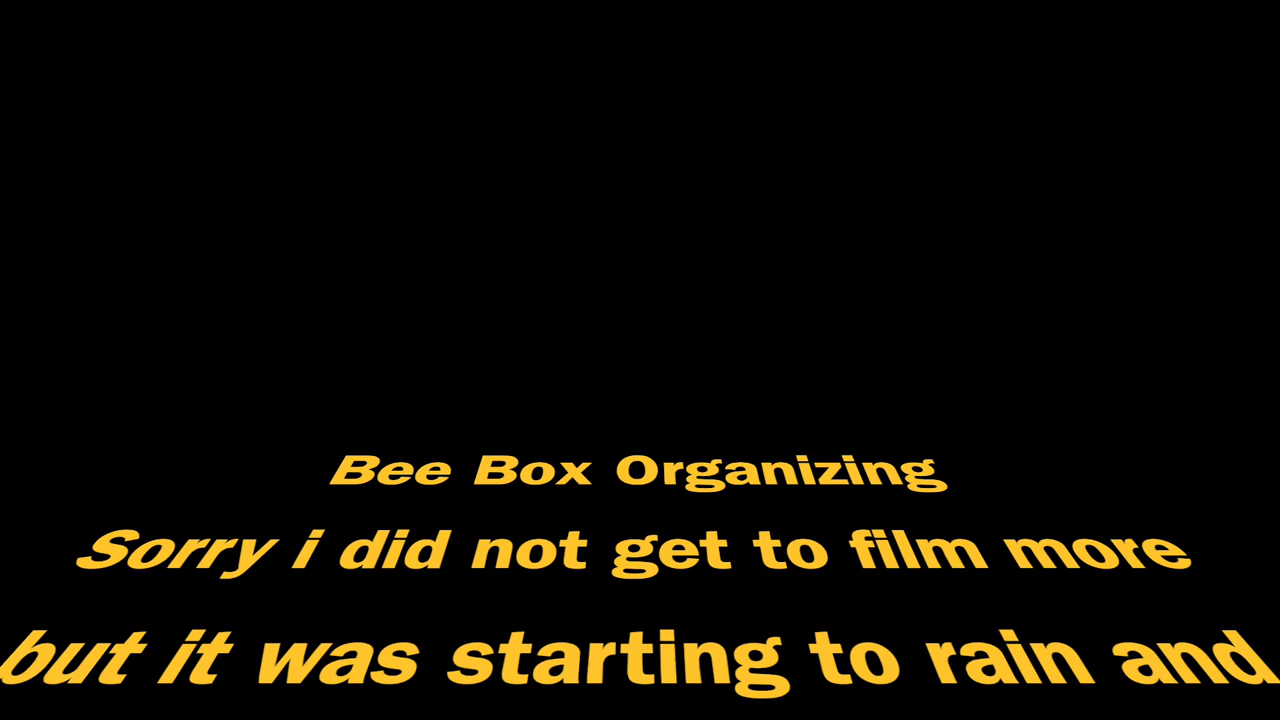 Bee Box Organizing
Sorry i did not get to film more
but it was starting to rain and